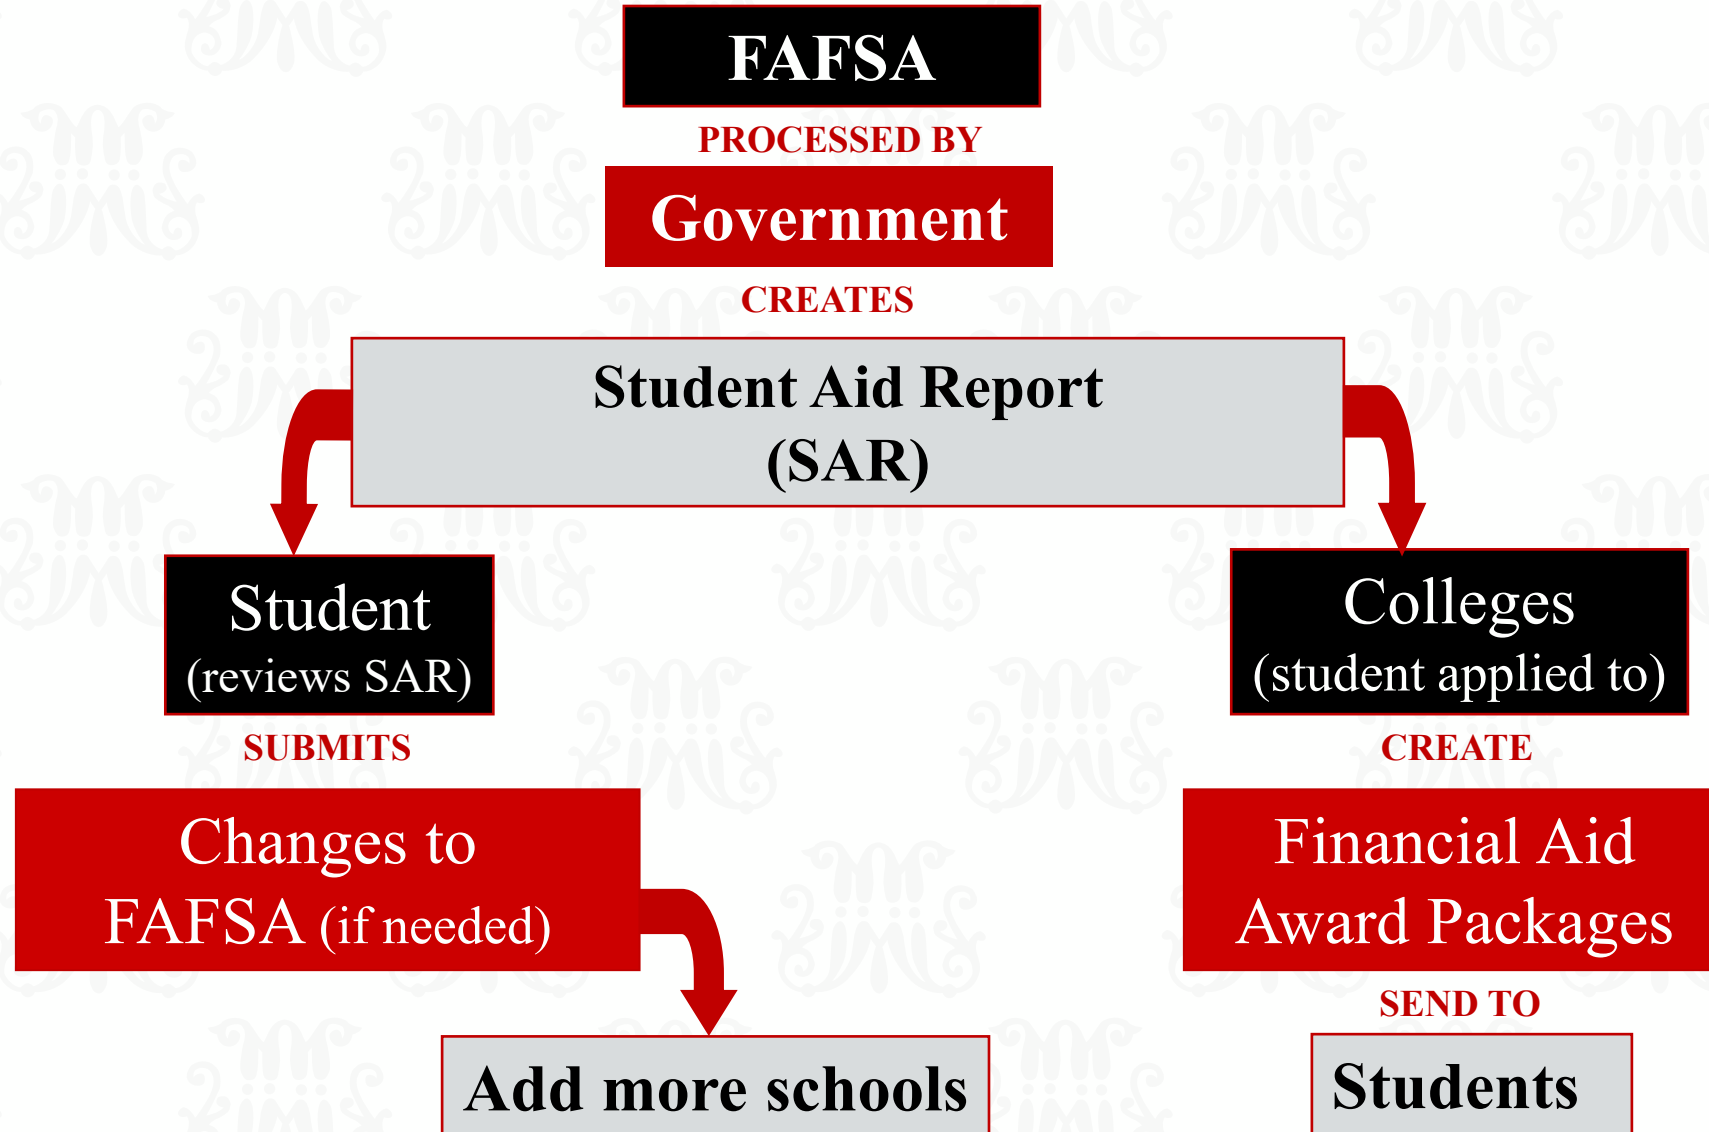 FAFSA
PROCESSED BY
Government
CREATES
Student Aid Report
(SAR)
Student
(reviews SAR)
SUBMITS
Changes to
FAFSA (if needed)
Add more schools
Colleges
(student applied to)
CREATE
Financial Aid
Award Packages
SEND TO
Students